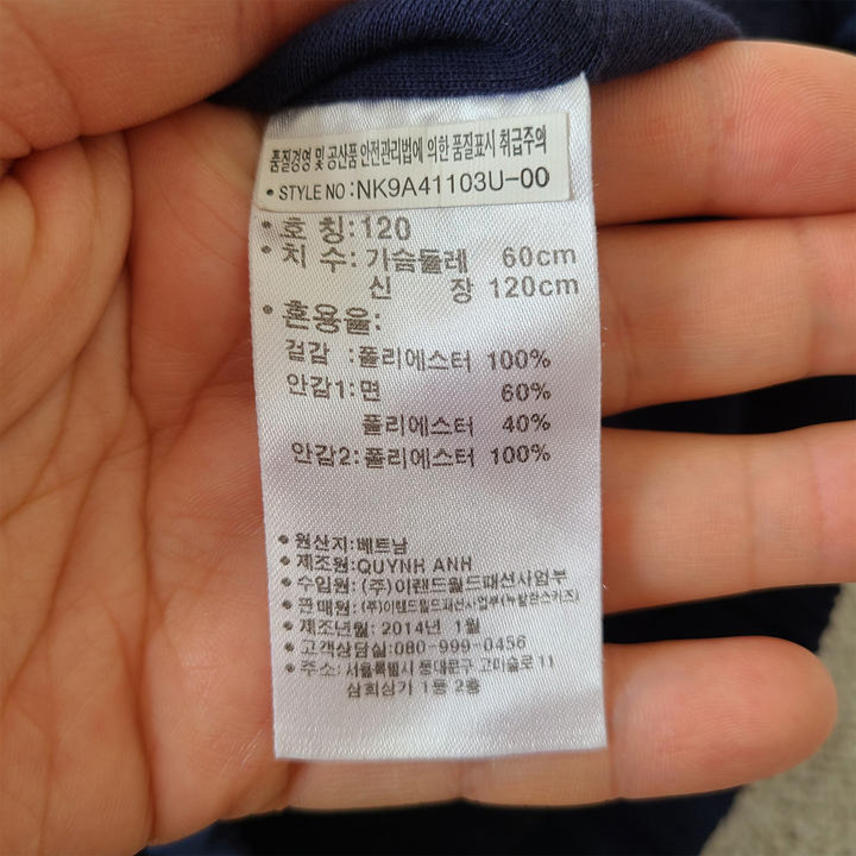 품질경영 및 공산품 안전관리법에 의한 품질표시 취급주의
• STYLE NO : NK9A41103U-00
• 호 칭: 120
• 치 수: 가슴둘레 60cm
신 장 120cm
• 혼용율:
겉감 : 폴리에스터 100%
안감1: 면 60%
폴리에스터 40%
안감2: 폴리에스터 100%
• 원산지: 베트남
• 제조원: QUYNH ANH
• 수입원: (주)이랜드월드패션사업부
• 판매원: (주)이랜드월드패션사업부(뉴발란스키즈)
• 제조년월: 2014년 1월
• 고객상담실: 080-999-0456
• 주소: 서울특별시 동대문구 고미술로 11
삼희상가 1동 2층